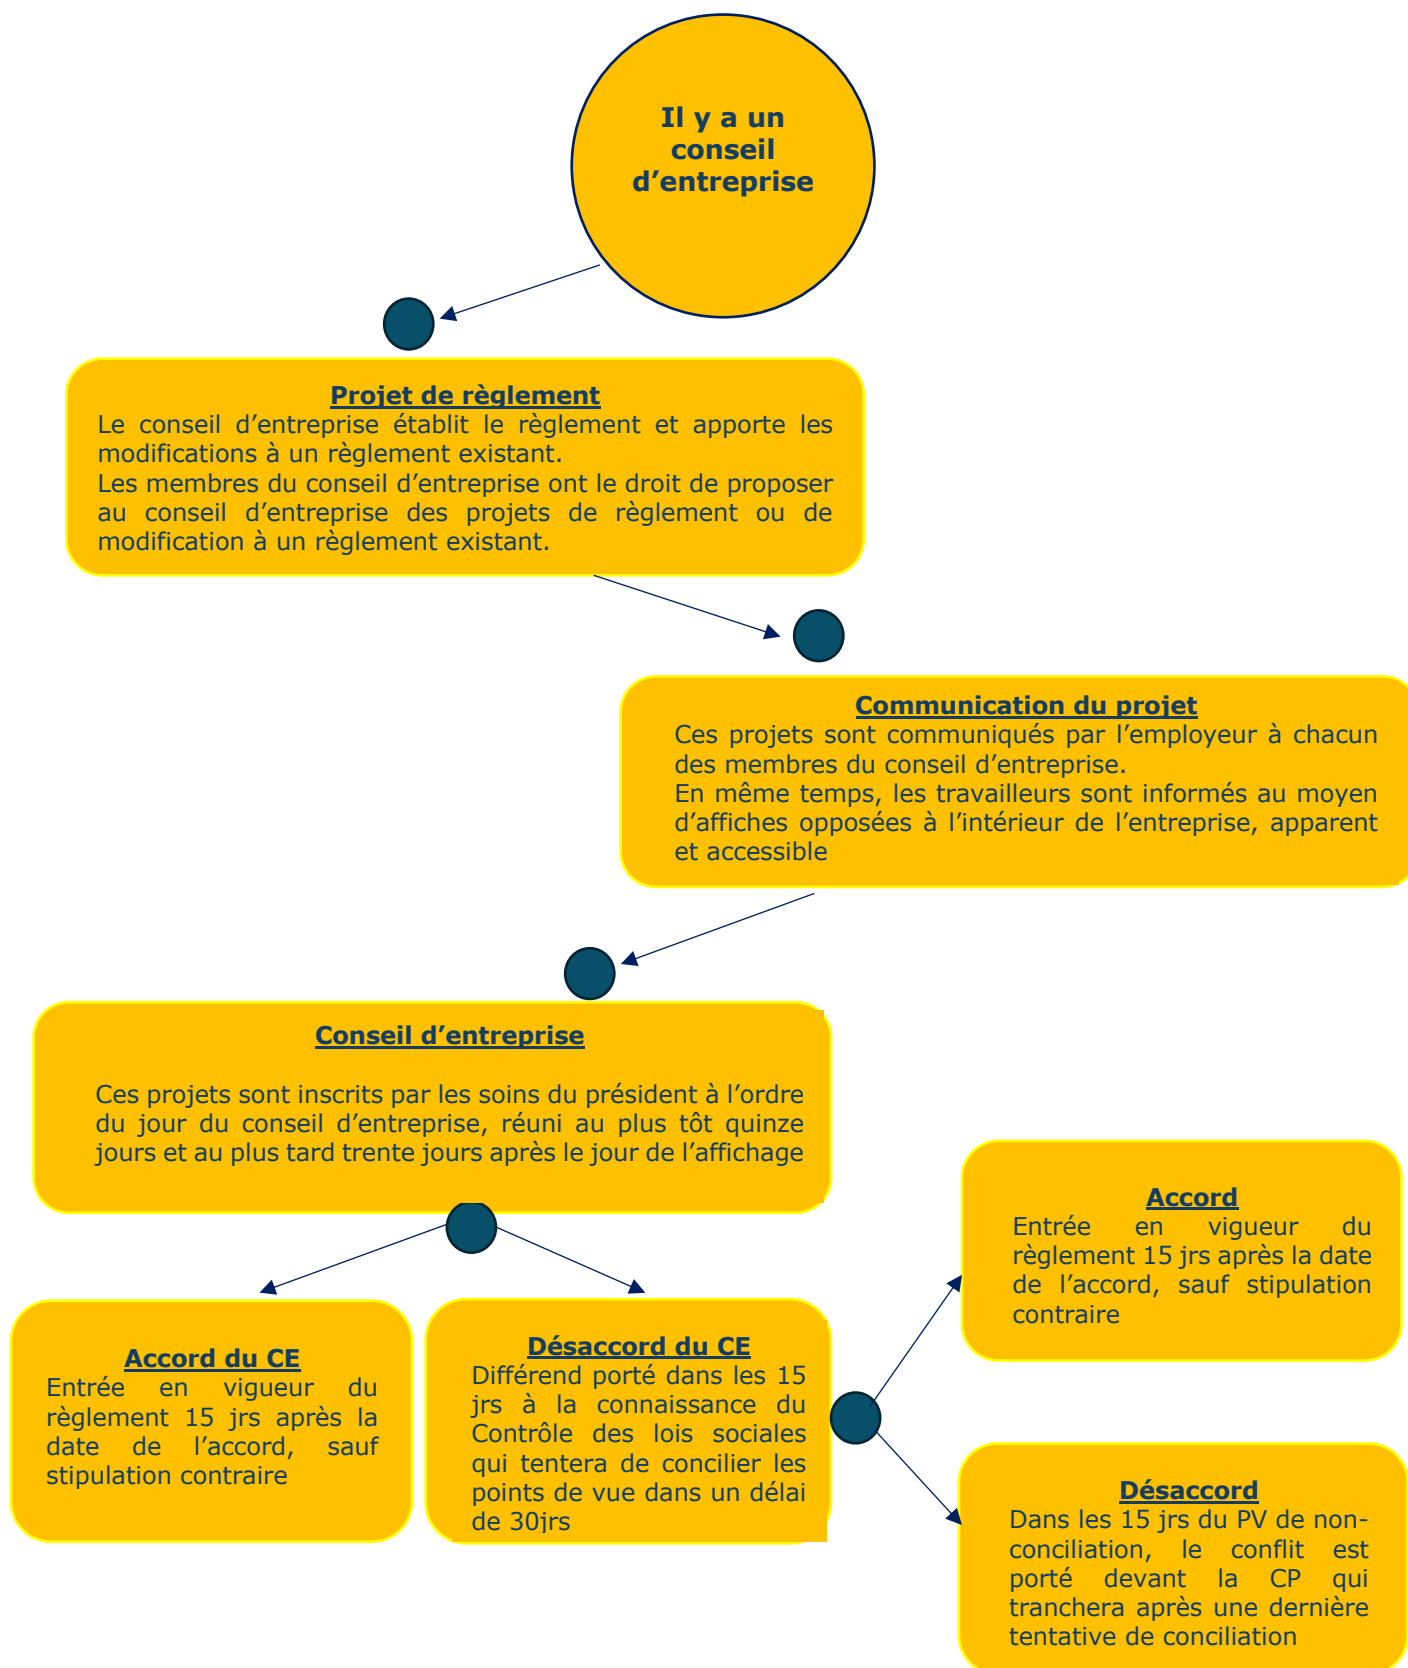 Il y a un
conseil
d’entreprise
Projet de règlement
Le conseil d’entreprise établit le règlement et apporte les
modifications à un règlement existant.
Les membres du conseil d’entreprise ont le droit de proposer
au conseil d’entreprise des projets de règlement ou de
modification à un règlement existant.
Communication du projet
Ces projets sont communiqués par l’employeur à chacun
des membres du conseil d’entreprise.
En même temps, les travailleurs sont informés au moyen
d’affiches opposées à l’intérieur de l’entreprise, apparent
et accessible
Conseil d’entreprise
Ces projets sont inscrits par les soins du président à l’ordre
du jour du conseil d’entreprise, réuni au plus tôt quinze
jours et au plus tard trente jours après le jour de l’affichage
Accord du CE
Entrée en vigueur du
règlement 15 jrs après la
date de l’accord, sauf
stipulation contraire
Désaccord du CE
Différend porté dans les 15
jrs à la connaissance du
Contrôle des lois sociales
qui tentera de concilier les
points de vue dans un délai
de 30jrs
Accord
Entrée en vigueur du
règlement 15 jrs après la date
de l’accord, sauf stipulation
contraire
Désaccord
Dans les 15 jrs du PV de non-
conciliation, le conflit est
porté devant la CP qui
tranchera après une dernière
tentative de conciliation